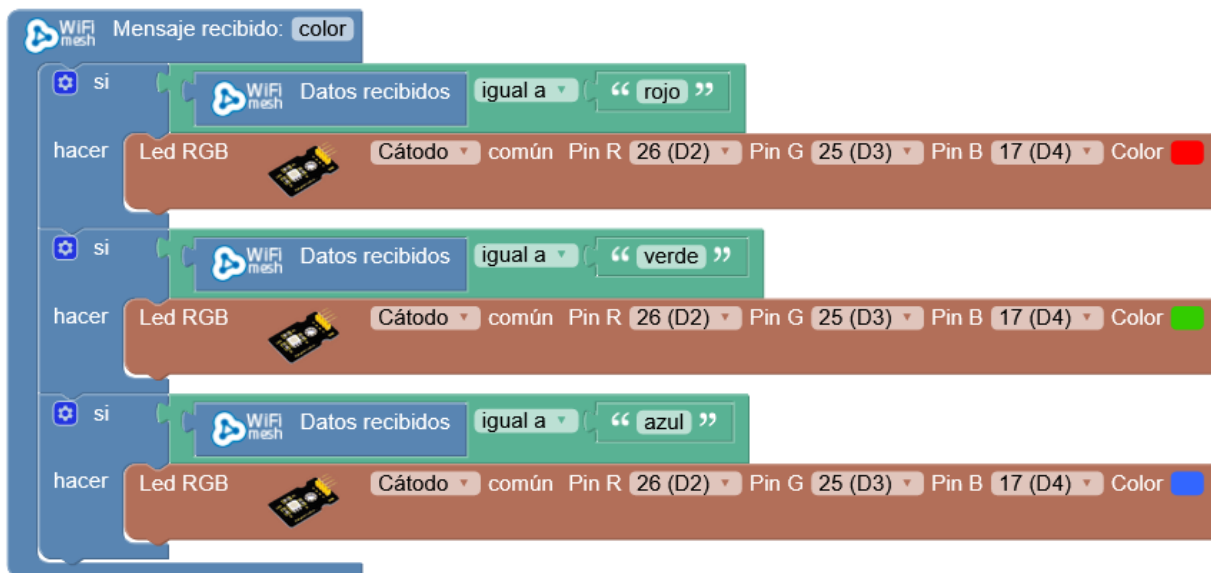 WiFi mesh Mensaje recibido: color
si WiFi mesh Datos recibidos igual a “ rojo ”
hacer Led RGB Cátodo común Pin R 26 (D2) Pin G 25 (D3) Pin B 17 (D4) Color
si WiFi mesh Datos recibidos igual a “ verde ”
hacer Led RGB Cátodo común Pin R 26 (D2) Pin G 25 (D3) Pin B 17 (D4) Color
si WiFi mesh Datos recibidos igual a “ azul ”
hacer Led RGB Cátodo común Pin R 26 (D2) Pin G 25 (D3) Pin B 17 (D4) Color